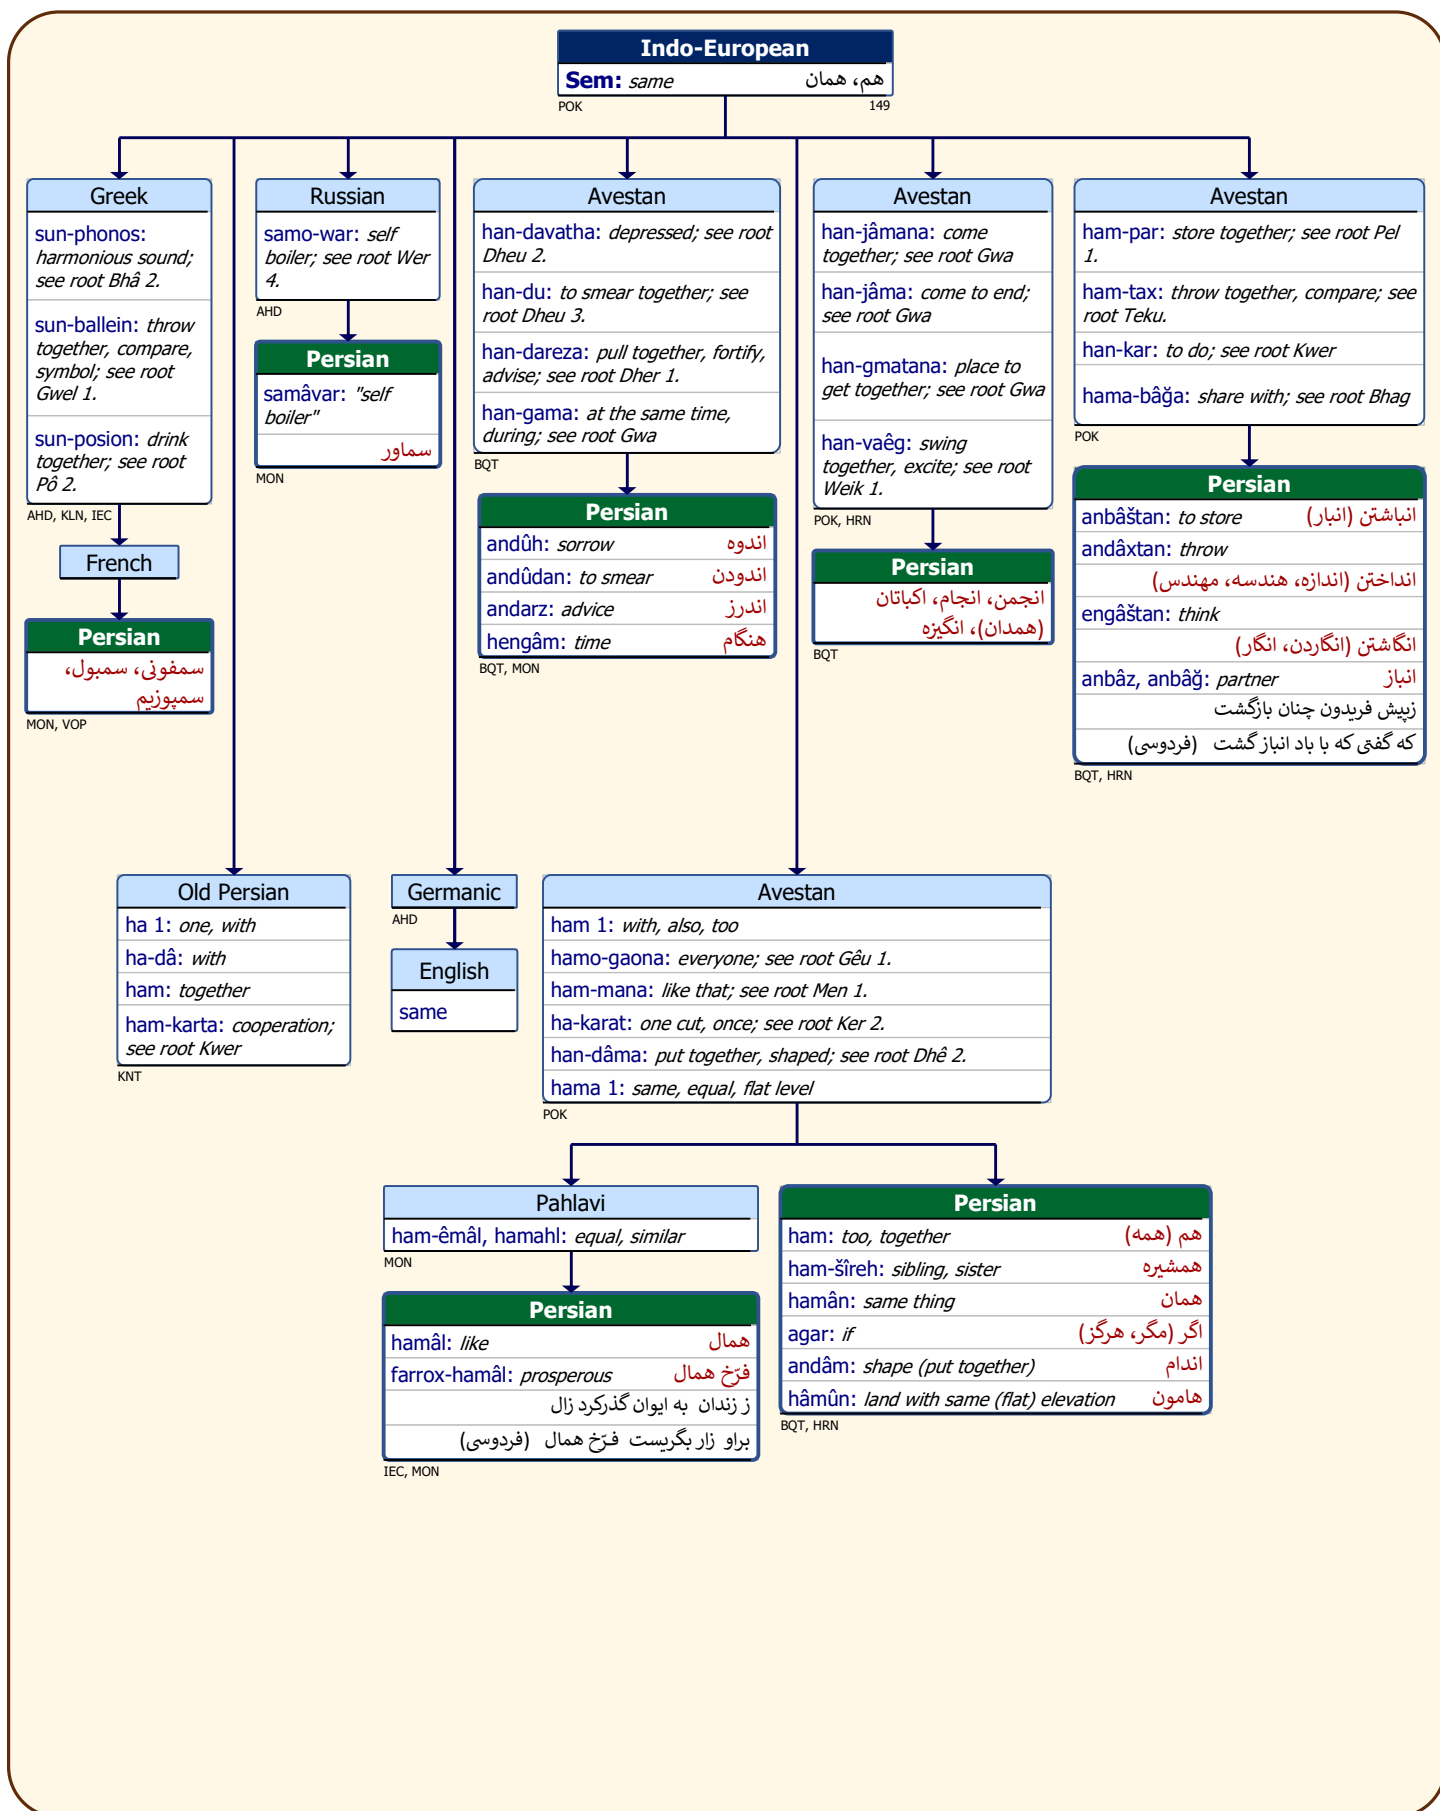 Indo-European
Sem: same هم، همان
POK 149
Greek
sun-phonos:
harmonious sound;
see root Bhâ 2.
sun-ballein: throw
together, compare,
symbol; see root
Gwel 1.
sun-posion: drink
together; see root
Pô 2.
AHD, KLN, IEC
French
Persian
سمفونی، سمبول،
سمپوزیم
MON, VOP
Russian
samo-war: self
boiler; see root Wer
4.
AHD
Persian
samâvar: "self
boiler"
سماور
MON
Avestan
han-davatha: depressed; see root
Dheu 2.
han-du: to smear together; see
root Dheu 3.
han-dareza: pull together, fortify,
advise; see root Dher 1.
han-gama: at the same time,
during; see root Gwa
BQT
Persian
andûh: sorrow اندوه
andûdan: to smear اندودن
andarz: advice اندرز
hengâm: time هنگام
BQT, MON
Avestan
han-jâmana: come
together; see root Gwa
han-jâma: come to end;
see root Gwa
han-gmatana: place to
get together; see root Gwa
han-vaêg: swing
together, excite; see root
Weik 1.
POK, HRN
Persian
انجمن، انجام، اکباتان
(همدان)، انگیزه
BQT
Avestan
ham-par: store together; see root Pel
1.
ham-tax: throw together, compare; see
root Teku.
han-kar: to do; see root Kwer
hama-bâğa: share with; see root Bhag
POK
Persian
anbâštan: to store انباشتن (انبار)
andâxtan: throw
انداختن (اندازه، هندسه، مهندس)
engâštan: think
انگاشتن (انگاردن، انگار)
anbâz, anbâğ: partner انباز
زپیش فریدون چنان بازگشت
که گفتی که با باد انباز گشت (فردوسی)
BQT, HRN
Old Persian
ha 1: one, with
ha-dâ: with
ham: together
ham-karta: cooperation;
see root Kwer
KNT
Germanic
AHD
English
same
Avestan
ham 1: with, also, too
hamo-gaona: everyone; see root Gêu 1.
ham-mana: like that; see root Men 1.
ha-karat: one cut, once; see root Ker 2.
han-dâma: put together, shaped; see root Dhê 2.
hama 1: same, equal, flat level
POK
Pahlavi
ham-êmâl, hamahl: equal, similar
MON
Persian
hamâl: like همال
farrox-hamâl: prosperous فرّخ همال
ز زندان به ایوان گذرکرد زال
براو زار بگریست فرّخ همال (فردوسی)
IEC, MON
Persian
ham: too, together هم (همه)
ham-šîreh: sibling, sister همشیره
hamân: same thing همان
agar: if اگر (مگر، هرگز)
andâm: shape (put together) اندام
hâmûn: land with same (flat) elevation هامون
BQT, HRN